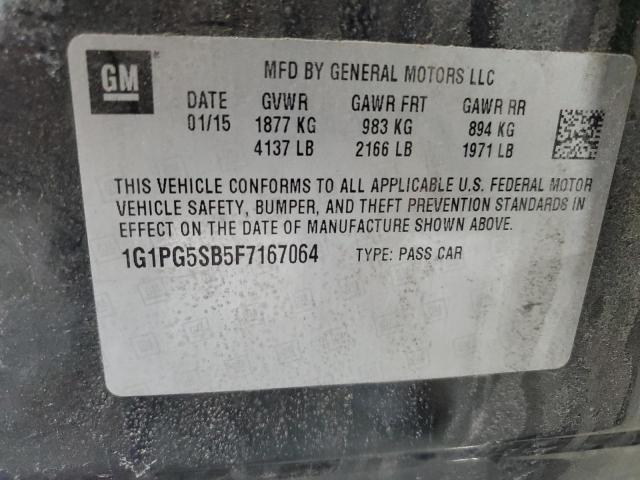 GM
MFD BY GENERAL MOTORS LLC
DATE GVWR GAWR FRT GAWR RR
01/15 1877 KG 983 KG 894 KG
4137 LB 2166 LB 1971 LB
THIS VEHICLE CONFORMS TO ALL APPLICABLE U.S. FEDERAL MOTOR
VEHICLE SAFETY, BUMPER, AND THEFT PREVENTION STANDARDS IN
EFFECT ON THE DATE OF MANUFACTURE SHOWN ABOVE.
1G1PG5SB5F7167064 TYPE: PASS CAR